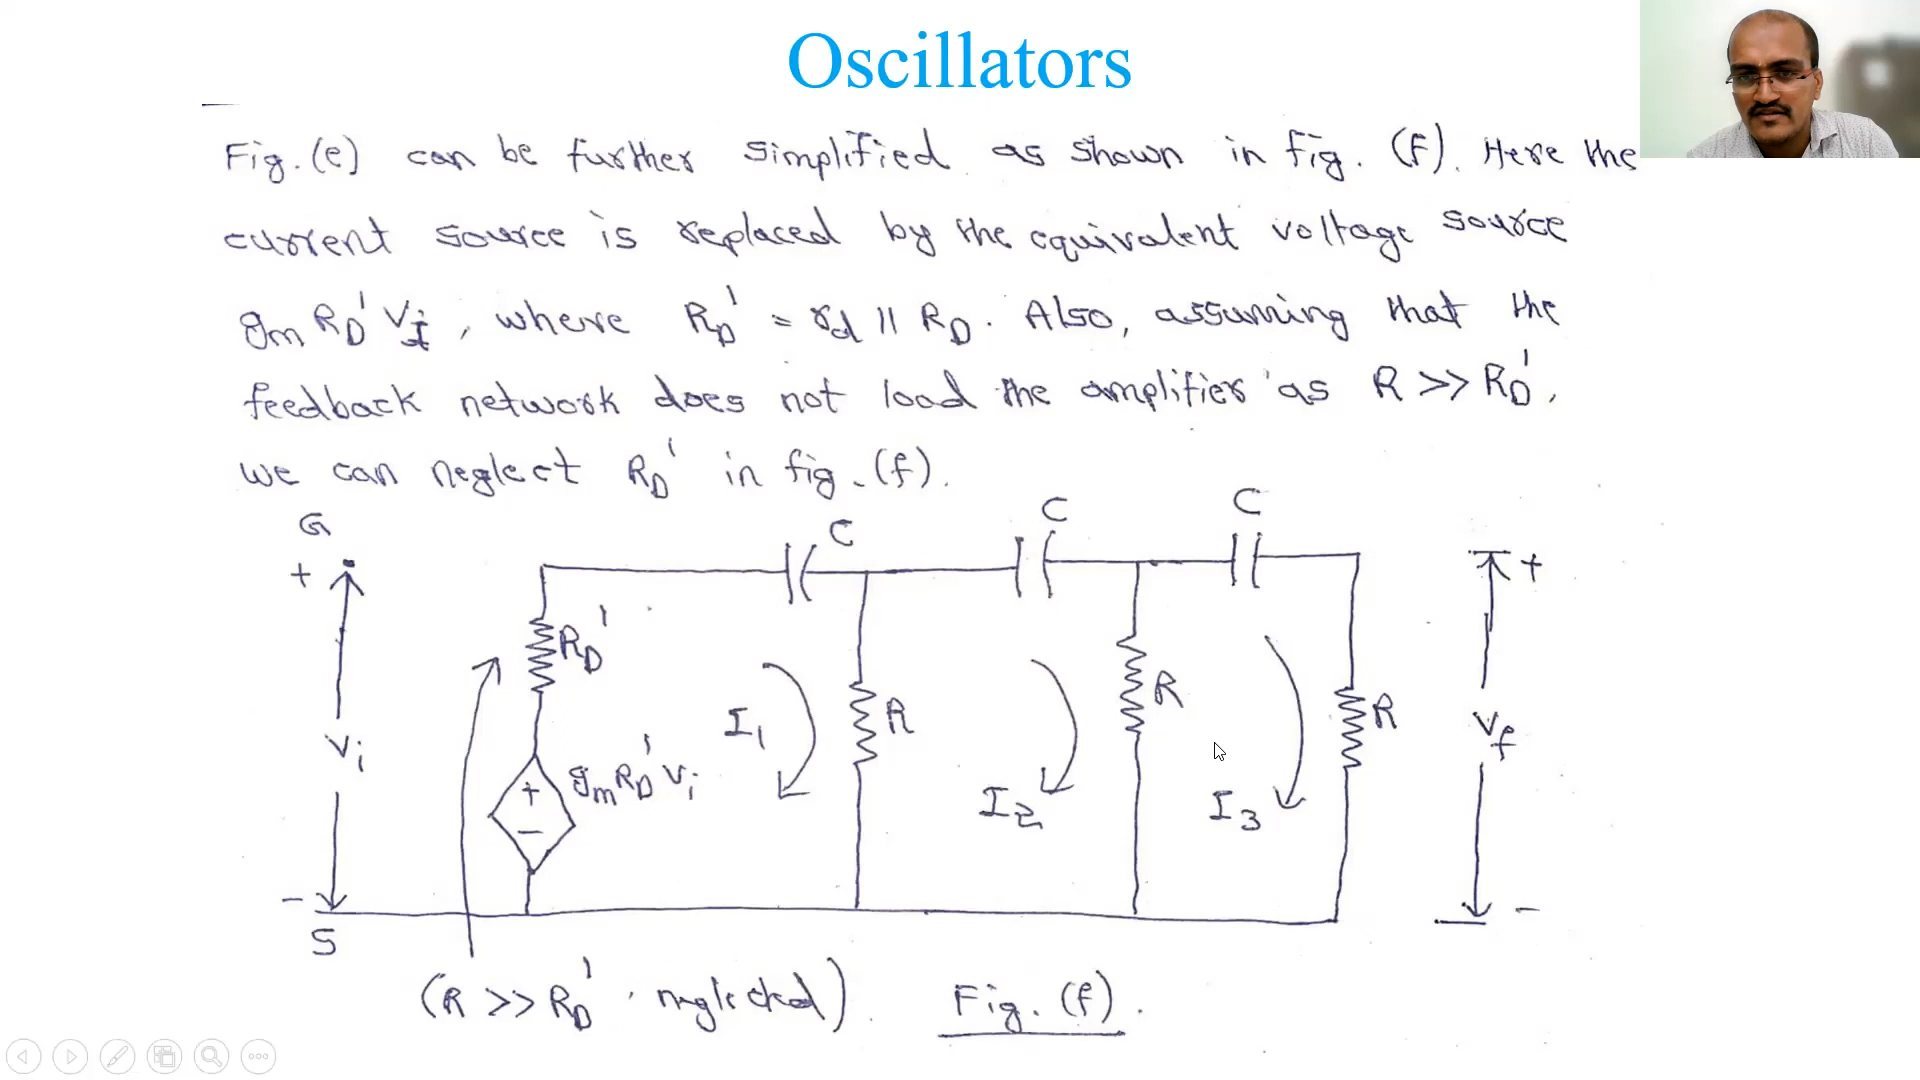 Oscillators
Fig. (e) can be further simplified as shown in fig. (f). Here the
current source is replaced by the equivalent voltage source
gm RD' Vi, where RD' = rd || RD. Also, assuming that the
feedback network does not load the amplifier as R >> RD',
we can neglect RD' in fig. (f).
G
C
C
C
+
+
RD'
R
R
R
I1
Vi
Vf
+
-
gm RD' Vi
I2
I3
-
-
S
(R >> RD' neglected)
Fig. (f).